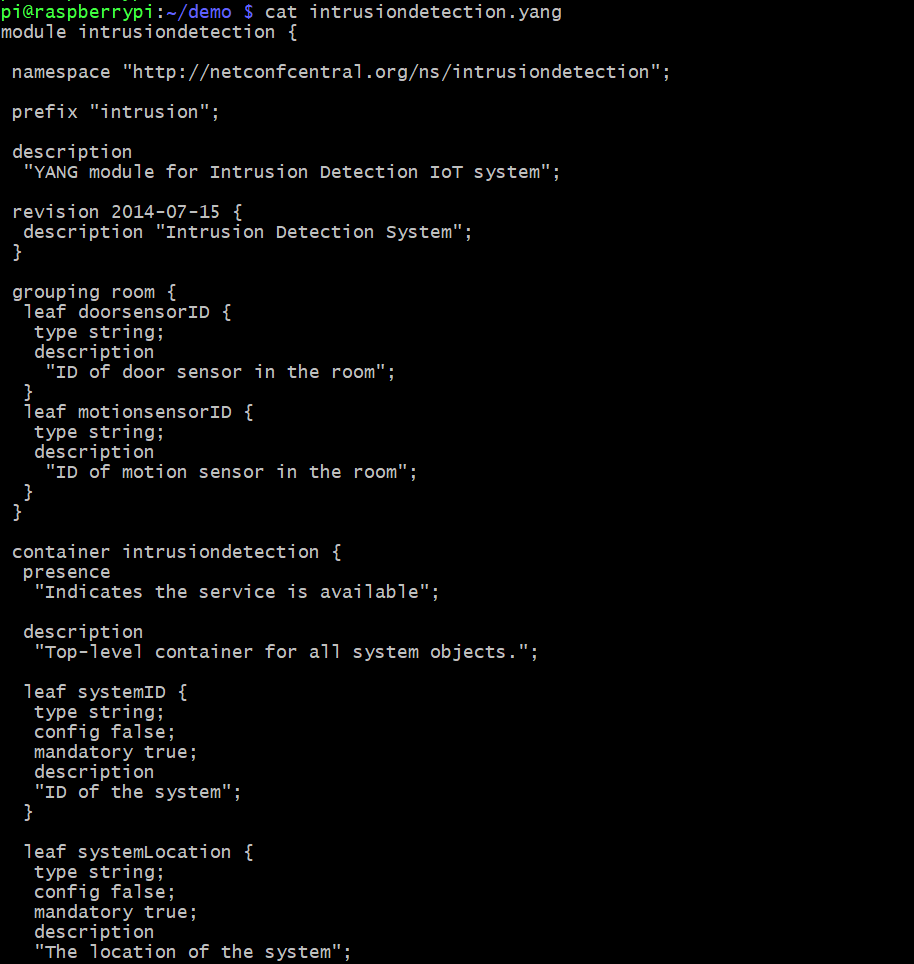 pi@raspberrypi:~/demo $ cat intrusiondetection.yang
module intrusiondetection {
namespace "http://netconfcentral.org/ns/intrusiondetection";
prefix "intrusion";
description
"YANG module for Intrusion Detection IoT system";
revision 2014-07-15 {
description "Intrusion Detection System";
}
grouping room {
leaf doorsensorID {
type string;
description
"ID of door sensor in the room";
}
leaf motionsensorID {
type string;
description
"ID of motion sensor in the room";
}
}
container intrusiondetection {
presence
"Indicates the service is available";
description
"Top-level container for all system objects.";
leaf systemID {
type string;
config false;
mandatory true;
description
"ID of the system";
}
leaf systemLocation {
type string;
config false;
mandatory true;
description
"The location of the system";